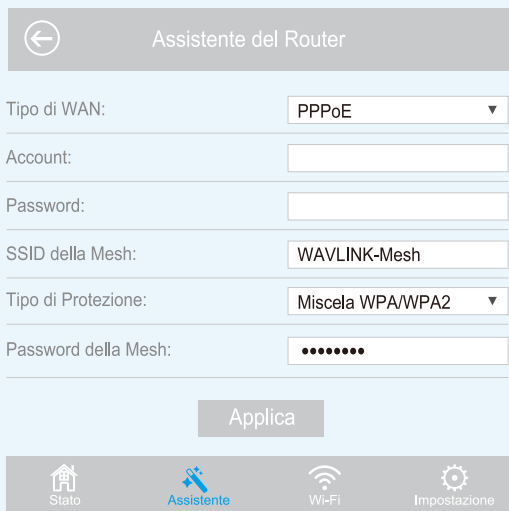 Assistente del Router
Tipo di WAN: PPPoE
Account:
Password:
SSID della Mesh: WAVLINK-Mesh
Tipo di Protezione: Miscela WPA/WPA2
Password della Mesh: ••••••••
Applica
Stato Assistente Wi-Fi Impostazione